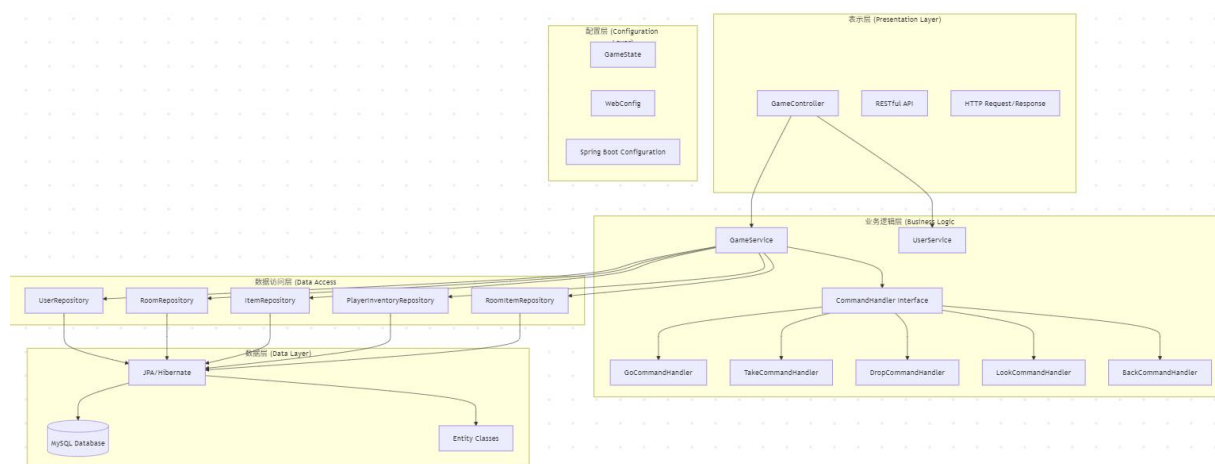 表示层 (Presentation Layer)
GameController
RESTful API
HTTP Request/Response
配置层 (Configuration
GameState
WebConfig
Spring Boot Configuration
业务逻辑层 (Business Logic
GameService
UserService
CommandHandler Interface
GoCommandHandler
TakeCommandHandler
DropCommandHandler
LookCommandHandler
BackCommandHandler
数据访问层 (Data Access
UserRepository
RoomRepository
ItemRepository
PlayerInventoryRepository
RoomItemRepository
数据层 (Data Layer)
JPA/Hibernate
MySQL Database
Entity Classes